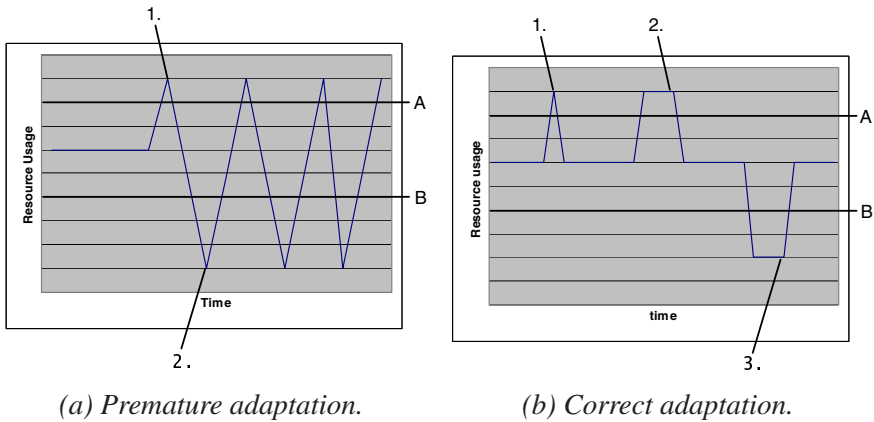 1.
A
B
Resource Usage
Time
2.
(a) Premature adaptation.
1.
2.
A
B
Resource usage
time
3.
(b) Correct adaptation.